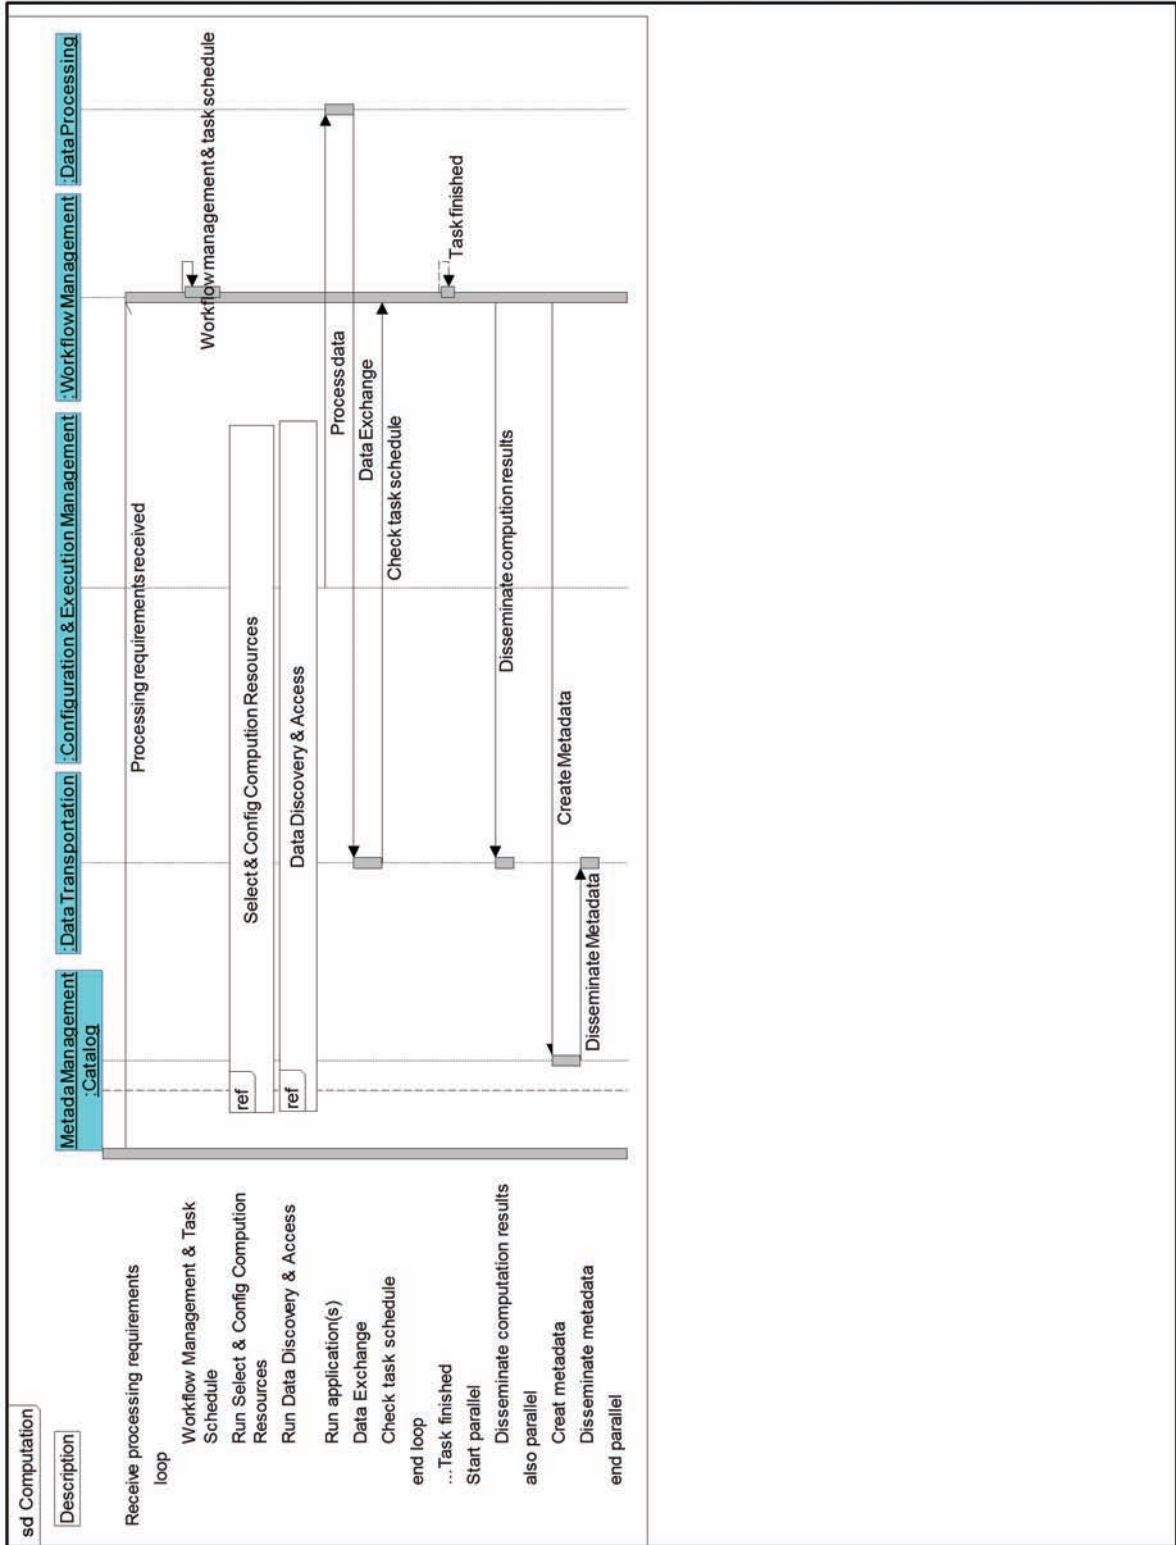 sd Computation
Description
MetadaManagement
:Catalog
:Data Transportation
:Configuration & Execution Management
:Workflow Management
:Data Processing
Receive processing requirements
Processing requirements received
loop
Workflow Management & Task
Schedule
Workflow management & task schedule
Run Select & Config Compution
Resources
ref
Select & Config Compution Resources
Run Data Discovery & Access
ref
Data Discovery & Access
Run application(s)
Process data
Data Exchange
Data Exchange
Check task schedule
Check task schedule
end loop
...Task finished
Task finished
Start parallel
Disseminate computation results
Disseminate compution results
also parallel
Creat metadata
Create Metadata
Disseminate metadata
Disseminate Metadata
end parallel